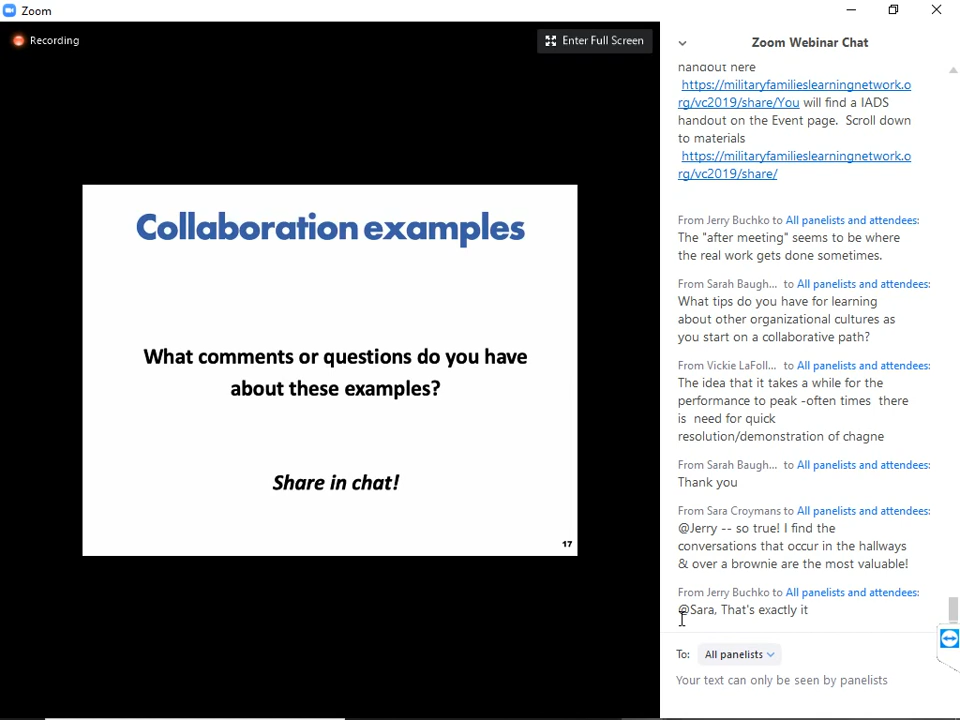 Zoom
Recording
Enter Full Screen
Collaboration examples
What comments or questions do you have
about these examples?
Share in chat!
17
Zoom Webinar Chat
handout here
https://militaryfamilieslearningnetwork.o
rg/vc2019/share/You will find a IADS
handout on the Event page. Scroll down
to materials
https://militaryfamilieslearningnetwork.o
rg/vc2019/share/
From Jerry Buchko to All panelists and attendees:
The "after meeting" seems to be where
the real work gets done sometimes.
From Sarah Baugh... to All panelists and attendees:
What tips do you have for learning
about other organizational cultures as
you start on a collaborative path?
From Vickie LaFoll... to All panelists and attendees:
The idea that it takes a while for the
performance to peak -often times there
is need for quick
resolution/demonstration of chagne
From Sarah Baugh... to All panelists and attendees:
Thank you
From Sara Croymans to All panelists and attendees:
@Jerry -- so true! I find the
conversations that occur in the hallways
& over a brownie are the most valuable!
From Jerry Buchko to All panelists and attendees:
@Sara, That's exactly it
To: All panelists
Your text can only be seen by panelists